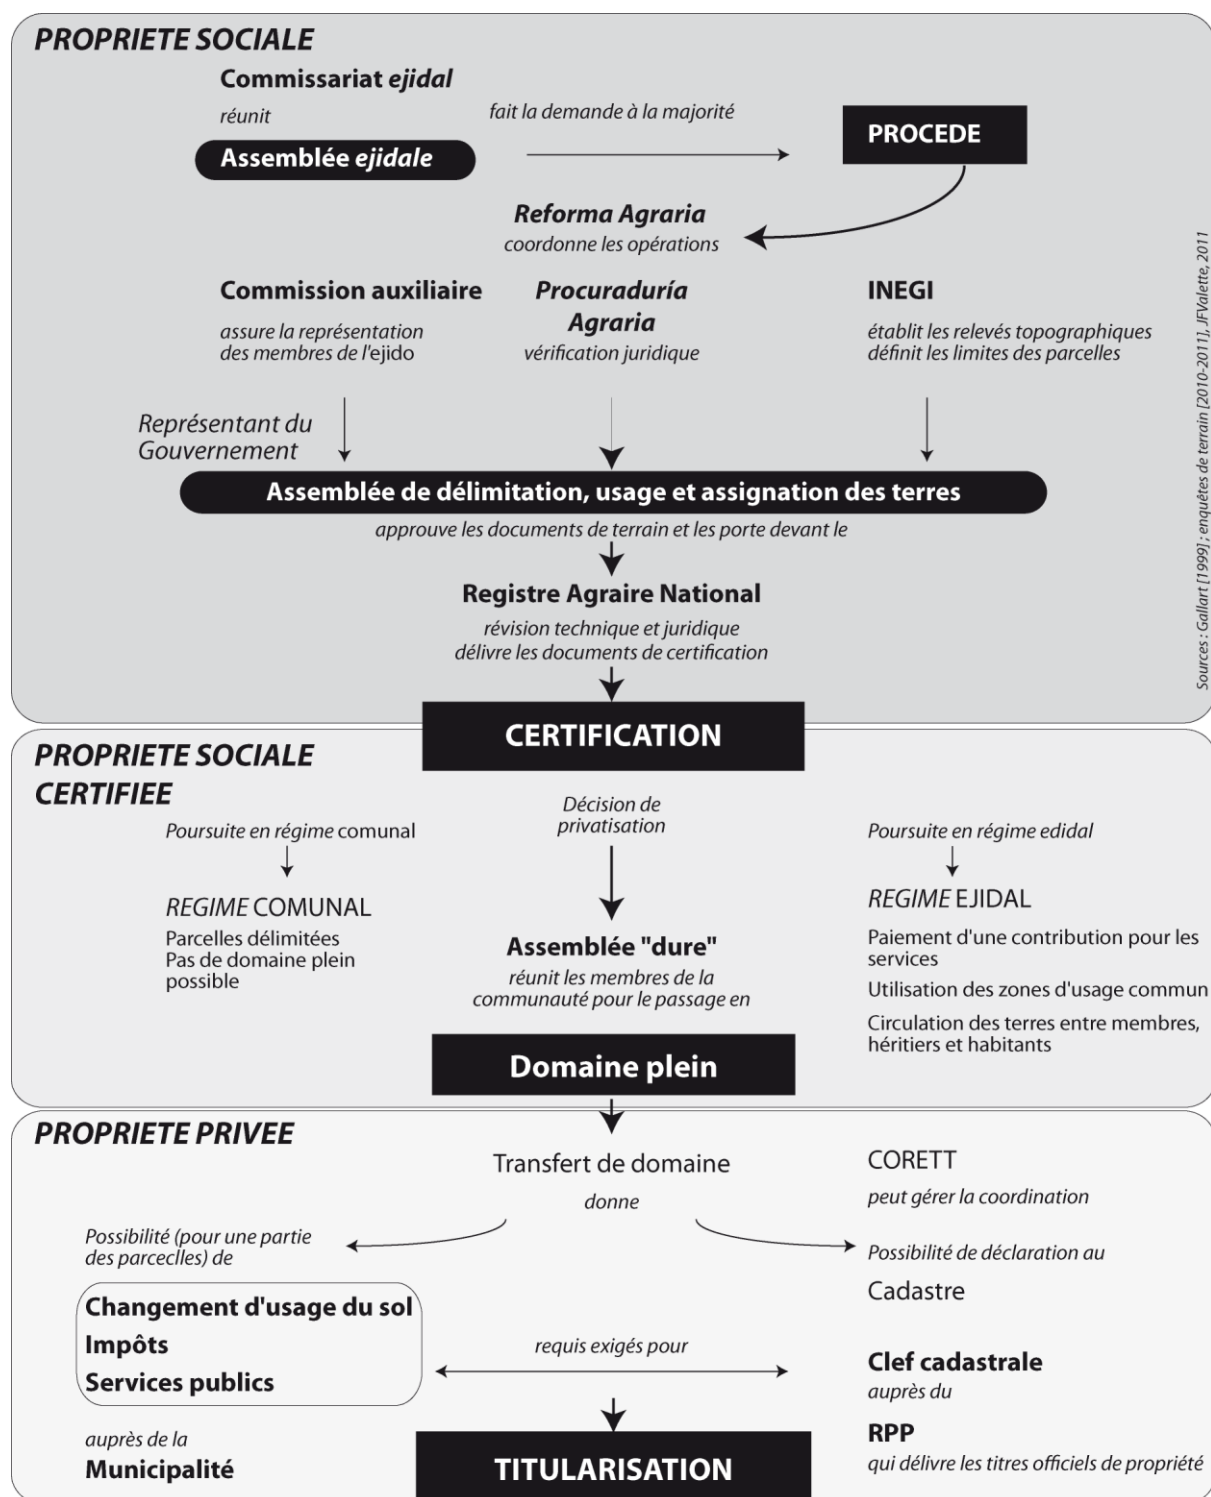 PROPRIETE SOCIALE
Commissariat ejidal
réunit
Assemblée ejidale
fait la demande à la majorité
PROCEDE
Reforma Agraria
coordonne les opérations
Commission auxiliaire
assure la représentation
des membres de l'ejido
Procuraduría
Agraria
vérification juridique
INEGI
établit les relevés topographiques
définit les limites des parcelles
Représentant du
Gouvernement
Assemblée de délimitation, usage et assignation des terres
approuve les documents de terrain et les porte devant le
Registre Agraire National
révision technique et juridique
délivre les documents de certification
Sources : Gallart [1999] ; enquêtes de terrain [2010-2011], JFValette, 2011
CERTIFICATION
PROPRIETE SOCIALE
CERTIFIEE
Poursuite en régime comunal
REGIME COMUNAL
Parcelles délimitées
Pas de domaine plein
possible
Décision de
privatisation
Assemblée "dure"
réunit les membres de la
communauté pour le passage en
Poursuite en régime edidal
REGIME EJIDAL
Paiement d'une contribution pour les
services
Utilisation des zones d'usage commun
Circulation des terres entre membres,
héritiers et habitants
Domaine plein
PROPRIETE PRIVEE
Transfert de domaine
donne
CORETT
peut gérer la coordination
Possibilité (pour une partie
des parceclles) de
Changement d'usage du sol
Impôts
Services publics
auprès de la
Municipalité
requis exigés pour
Possibilité de déclaration au
Cadastre
Clef cadastrale
auprès du
RPP
qui délivre les titres officiels de propriété
TITULARISATION